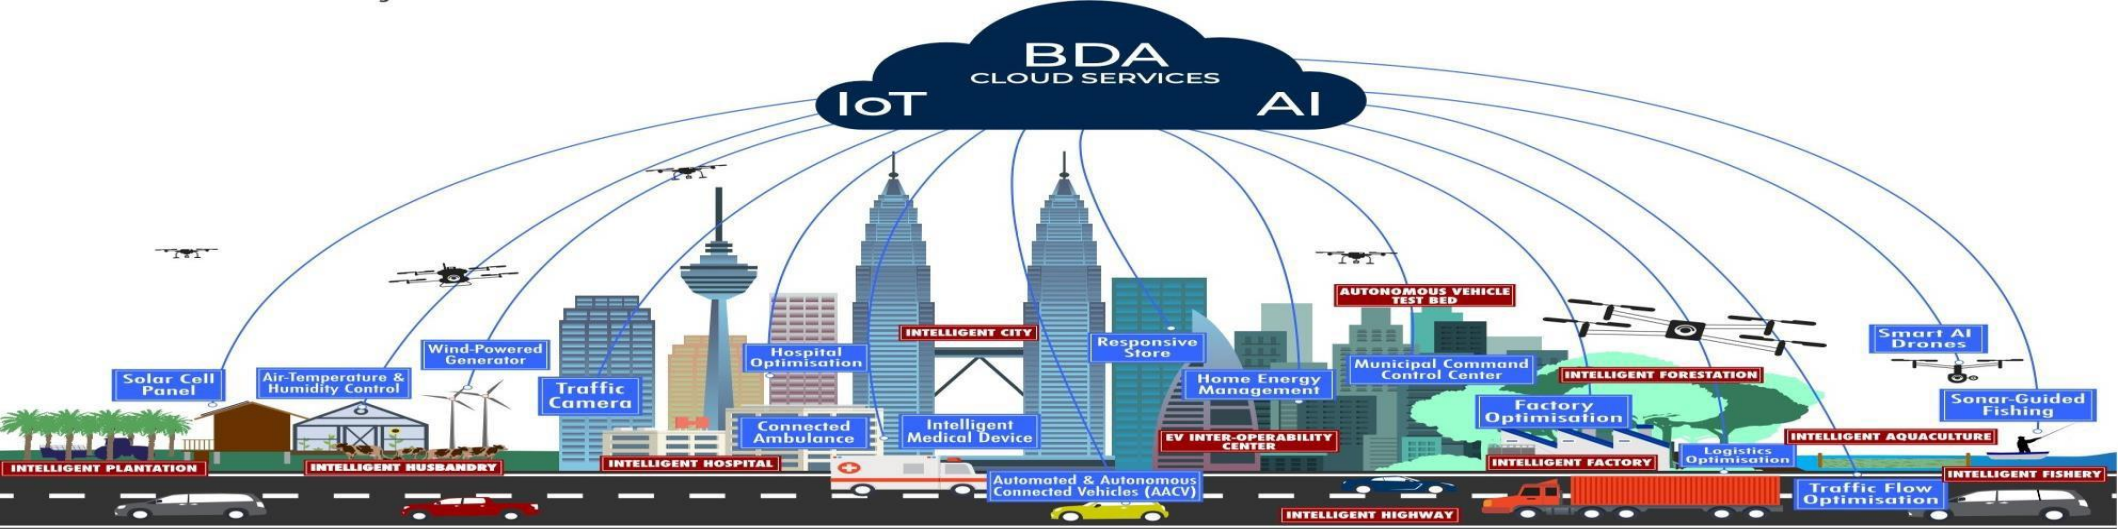 BDA
CLOUD SERVICES
IoT
AI
AUTONOMOUS VEHICLE
TEST BED
INTELLIGENT CITY
Smart AI
Drones
Responsive
Store
Wind-Powered
Generator
Hospital
Optimisation
Municipal Command
Control Center
INTELLIGENT FORESTATION
Solar Cell
Panel
Air-Temperature &
Humidity Control
Traffic
Camera
Home Energy
Management
Sonar-Guided
Fishing
Factory
Optimisation
Connected
Ambulance
Intelligent
Medical Device
EV INTER-OPERABILITY
CENTER
INTELLIGENT AQUACULTURE
Logistics
Optimisation
INTELLIGENT PLANTATION
INTELLIGENT HUSBANDRY
INTELLIGENT HOSPITAL
INTELLIGENT FACTORY
INTELLIGENT FISHERY
Automated & Autonomous
Connected Vehicles (AACV)
Traffic Flow
Optimisation
INTELLIGENT HIGHWAY